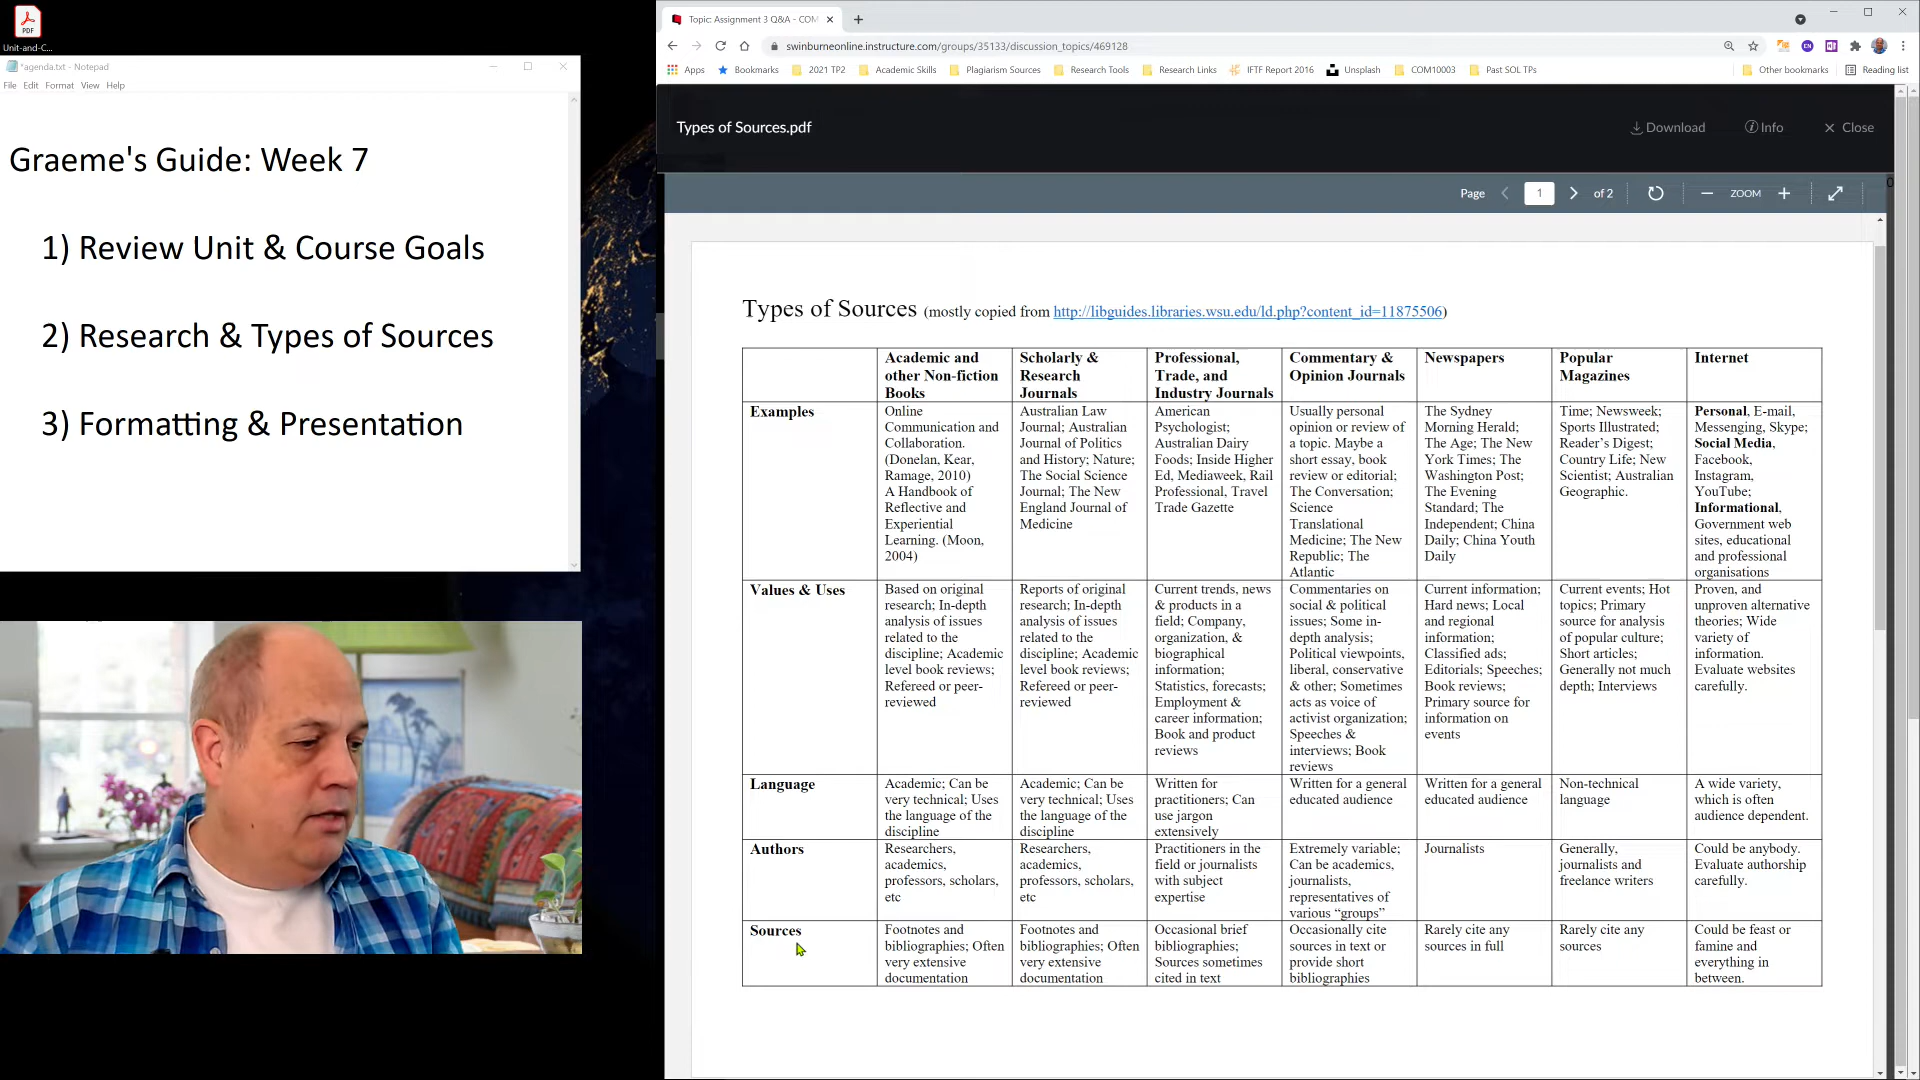 PDF
Unit-and-C...
*agenda.txt - Notepad
File Edit Format View Help
Graeme's Guide: Week 7
1) Review Unit & Course Goals
2) Research & Types of Sources
3) Formatting & Presentation
Topic: Assignment 3 Q&A - COM
swinburneonline.instructure.com/groups/35133/discussion_topics/469128
Apps Bookmarks 2021 TP2 Academic Skills Plagiarism Sources Research Tools Research Links IFTF Report 2016 Unsplash COM10003 Past SOL TPs Other bookmarks Reading list
Types of Sources.pdf
Download Info Close
Page 1 of 2 ZOOM
Types of Sources (mostly copied from http://libguides.libraries.wsu.edu/ld.php?content_id=11875506)
Academic and
other Non-fiction
Books
Scholarly &
Research
Journals
Professional,
Trade, and
Industry Journals
Commentary &
Opinion Journals
Newspapers
Popular
Magazines
Internet
Examples
Online
Communication and
Collaboration.
(Donelan, Kear,
Ramage, 2010)
A Handbook of
Reflective and
Experiential
Learning. (Moon,
2004)
Australian Law
Journal; Australian
Journal of Politics
and History; Nature;
The Social Science
Journal; The New
England Journal of
Medicine
American
Psychologist;
Australian Dairy
Foods; Inside Higher
Ed, Mediaweek, Rail
Professional, Travel
Trade Gazette
Usually personal
opinion or review of
a topic. Maybe a
short essay, book
review or editorial;
The Conversation;
Science
Translational
Medicine; The New
Republic; The
Atlantic
The Sydney
Morning Herald;
The Age; The New
York Times; The
Washington Post;
The Evening
Standard; The
Independent; China
Daily; China Youth
Daily
Time; Newsweek;
Sports Illustrated;
Reader's Digest;
Country Life; New
Scientist; Australian
Geographic.
Personal, E-mail,
Messenging, Skype;
Social Media,
Facebook,
Instagram,
YouTube;
Informational,
Government web
sites, educational
and professional
organisations
Values & Uses
Based on original
research; In-depth
analysis of issues
related to the
discipline; Academic
level book reviews;
Refereed or peer-
reviewed
Reports of original
research; In-depth
analysis of issues
related to the
discipline; Academic
level book reviews;
Refereed or peer-
reviewed
Current trends, news
& products in a
field; Company,
organization, &
biographical
information;
Statistics, forecasts;
Employment &
career information;
Book and product
reviews
Commentaries on
social & political
issues; Some in-
depth analysis;
Political viewpoints,
liberal, conservative
& other; Sometimes
acts as voice of
activist organization;
Speeches &
interviews; Book
reviews
Current information;
Hard news; Local
and regional
information;
Classified ads;
Editorials; Speeches;
Book reviews;
Primary source for
information on
events
Current events; Hot
topics; Primary
source for analysis
of popular culture;
Short articles;
Generally not much
depth; Interviews
Proven, and
unproven alternative
theories; Wide
variety of
information.
Evaluate websites
carefully.
Language
Academic; Can be
very technical; Uses
the language of the
discipline
Academic; Can be
very technical; Uses
the language of the
discipline
Written for
practitioners; Can
use jargon
extensively
Written for a general
educated audience
Written for a general
educated audience
Non-technical
language
A wide variety,
which is often
audience dependent.
Authors
Researchers,
academics,
professors, scholars,
etc
Researchers,
academics,
professors, scholars,
etc
Practitioners in the
field or journalists
with subject
expertise
Extremely variable;
Can be academics,
journalists,
representatives of
various “groups”
Journalists
Generally,
journalists and
freelance writers
Could be anybody.
Evaluate authorship
carefully.
Sources
Footnotes and
bibliographies; Often
very extensive
documentation
Footnotes and
bibliographies; Often
very extensive
documentation
Occasional brief
bibliographies;
Sources sometimes
cited in text
Occasionally cite
sources in text or
provide short
bibliographies
Rarely cite any
sources in full
Rarely cite any
sources
Could be feast or
famine and
everything in
between.